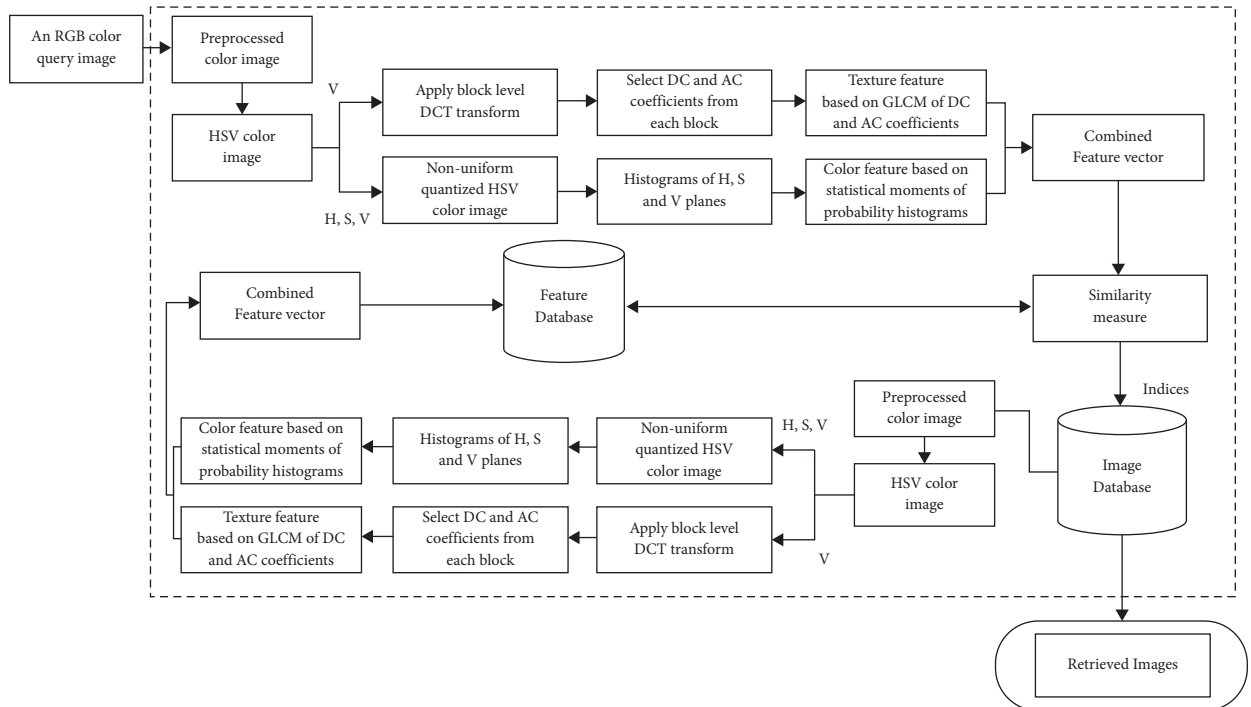 An RGB color
query image
Preprocessed
color image
HSV color
image
V
H, S, V
Apply block level
DCT transform
Select DC and AC
coefficients from
each block
Texture feature
based on GLCM of DC
and AC coefficients
Non-uniform
quantized HSV
color image
Histograms of H, S
and V planes
Color feature based on
statistical moments of
probability histograms
Combined
Feature vector
Combined
Feature vector
Feature
Database
Similarity
measure
Indices
Preprocessed
color image
HSV color
image
Image
Database
Color feature based on
statistical moments of
probability histograms
Histograms of H, S
and V planes
Non-uniform
quantized HSV
color image
H, S, V
Texture feature
based on GLCM of DC
and AC coefficients
Select DC and AC
coefficients from
each block
Apply block level
DCT transform
V
Retrieved Images